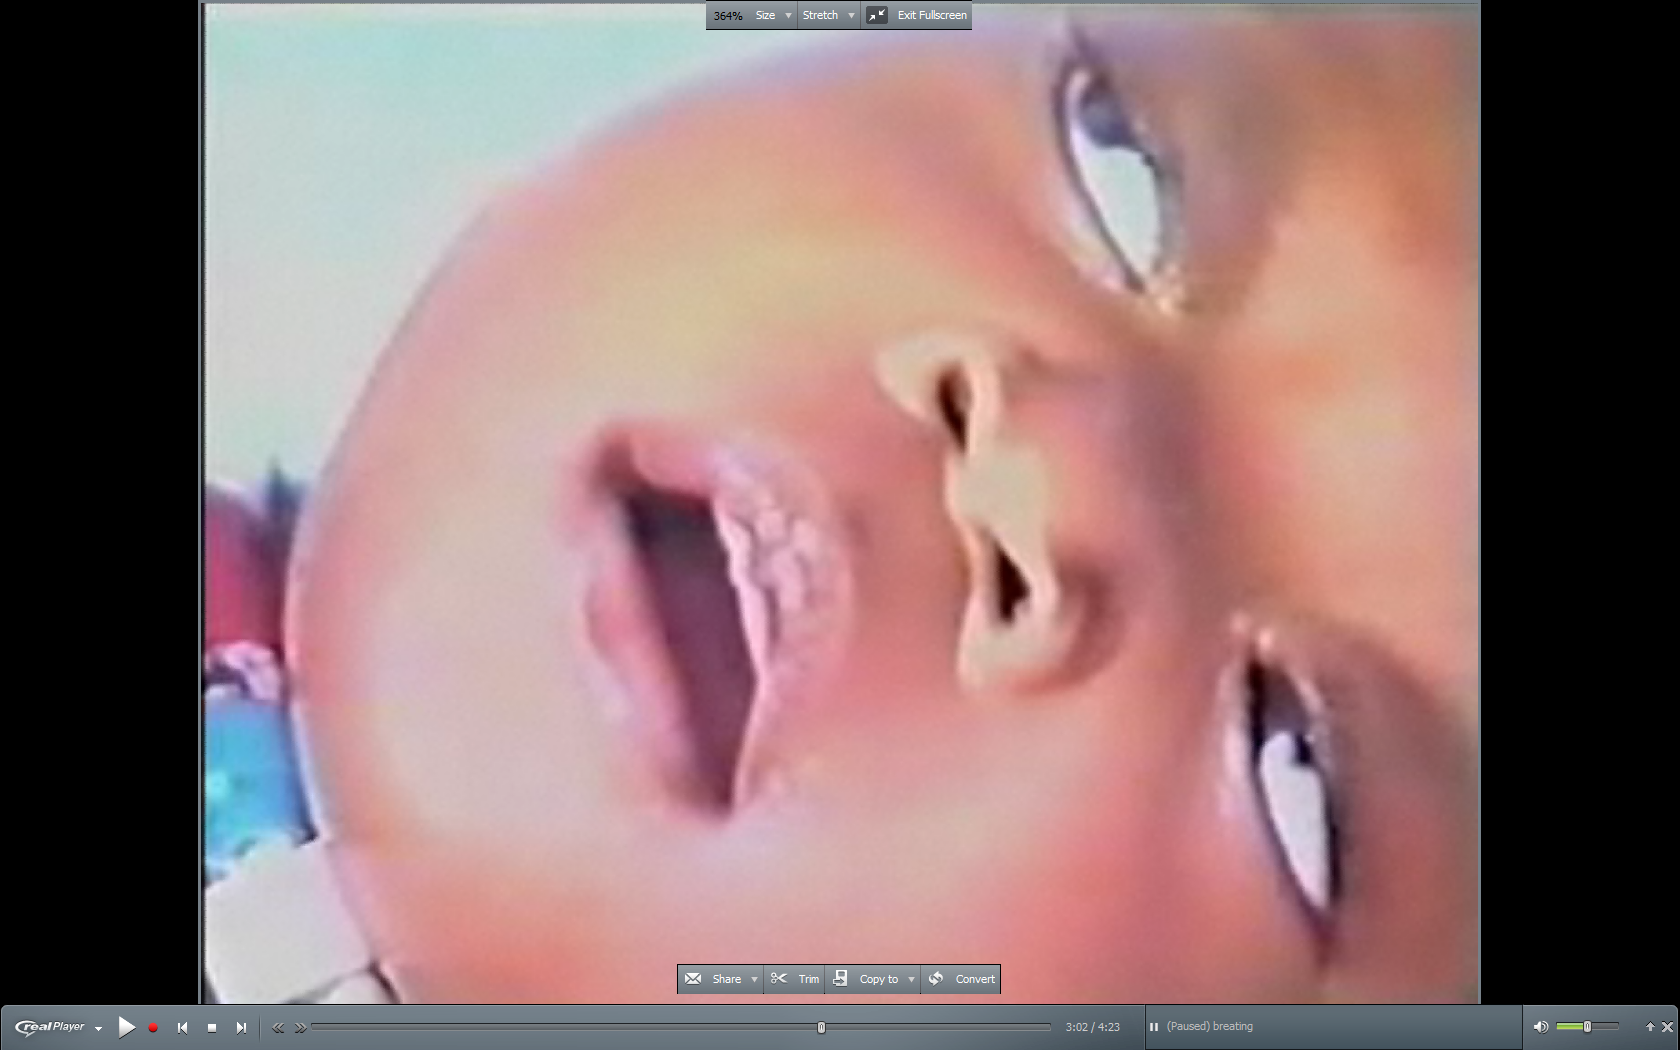 364% Size Stretch Exit Fullscreen
Share Trim Copy to Convert
realPlayer 3:02 / 4:23 (Paused) breating